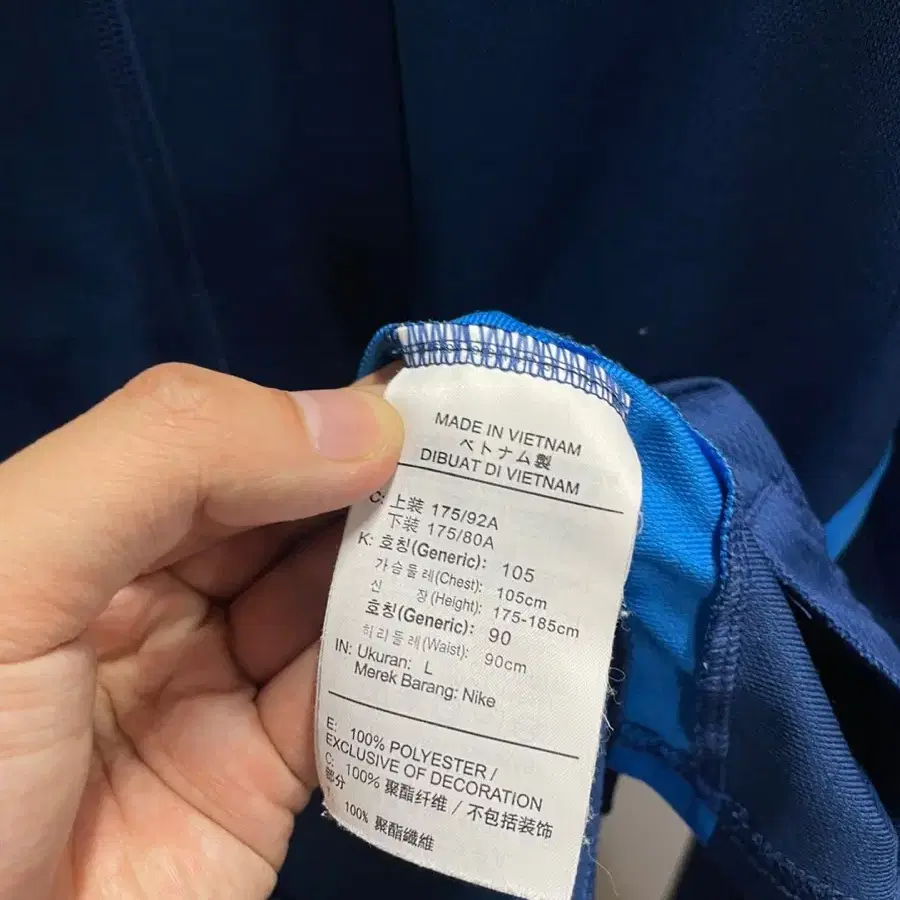 MADE IN VIETNAM
ベトナム製
DIBUAT DI VIETNAM
C: 上装 175/92A
下装 175/80A
K: 호칭(Generic): 105
가슴둘레(Chest): 105cm
신 장(Height): 175-185cm
호칭(Generic): 90
허리둘레(Waist): 90cm
IN: Ukuran: L
Merek Barang: Nike
E: 100% POLYESTER /
EXCLUSIVE OF DECORATION
C: 100% 聚酯纤维 / 不包括装饰
部分
T: 100% 聚酯纖維